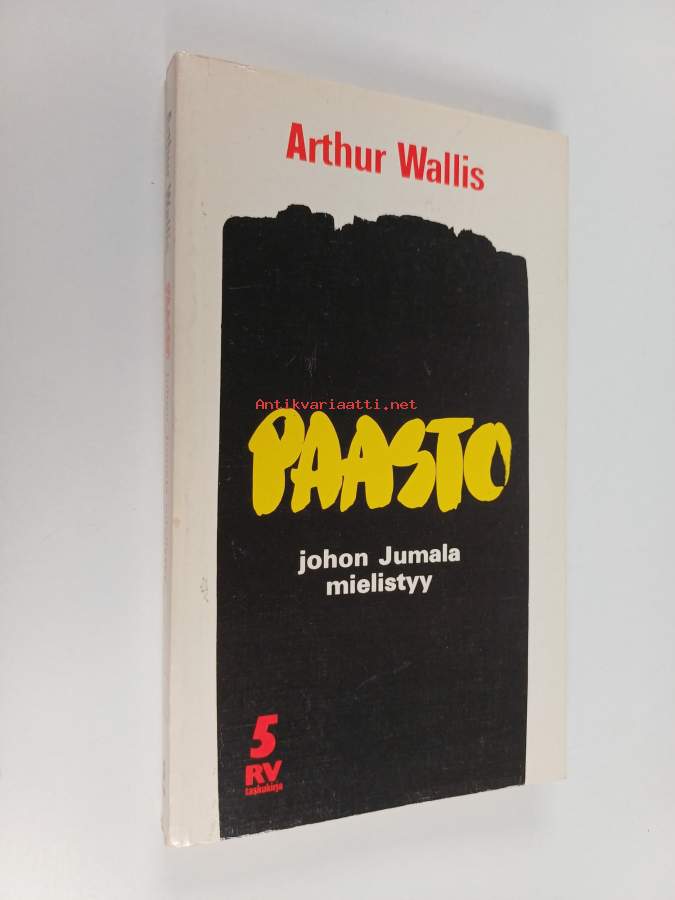 Arthur Wallis
Antikvariaatti.net
PAASTO
johon Jumala
mielistyy
5
RV
taskukirja